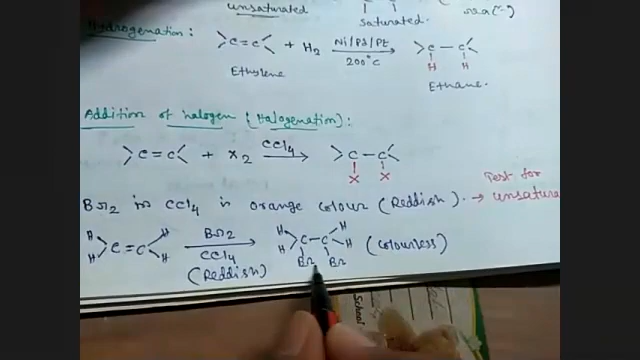 unsaturated
saturated.
Hydrogenation: >C=C< + H2 Ni/Pd/Pt 200°C >C-C<
H H
Ethylene Ethane.
Addition of halogen (Halogenation):
>C=C< + X2 CCl4 >C-C<
X X
Br2 in CCl4 is orange colour (Reddish). → Test for unsatura
H H C=C H H Br2 CCl4 (Reddish) H H C-C H H (Colourless)
Br Br
School